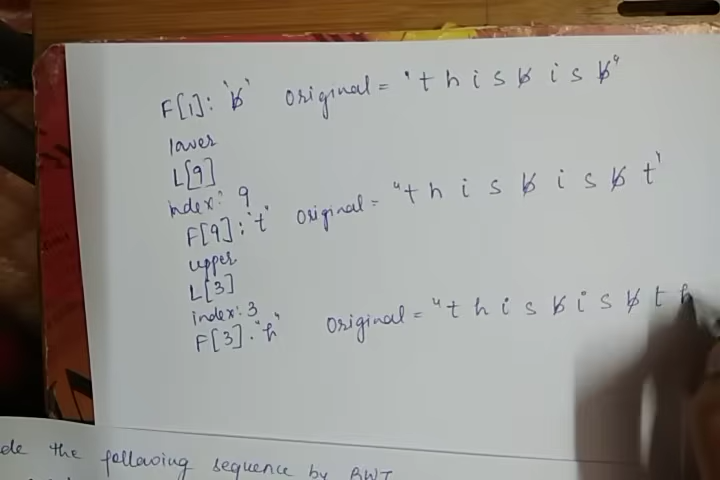 F[1]: 'ƀ' Original = 't h i s ƀ i s ƀ"
lower
L[9]
index: 9
F[9]: 't' Original = "t h i s ƀ i s ƀ t'
upper
L[3]
index: 3
F[3]: "h" Original = "t h i s ƀ i s ƀ t h
de the following sequence by BWT